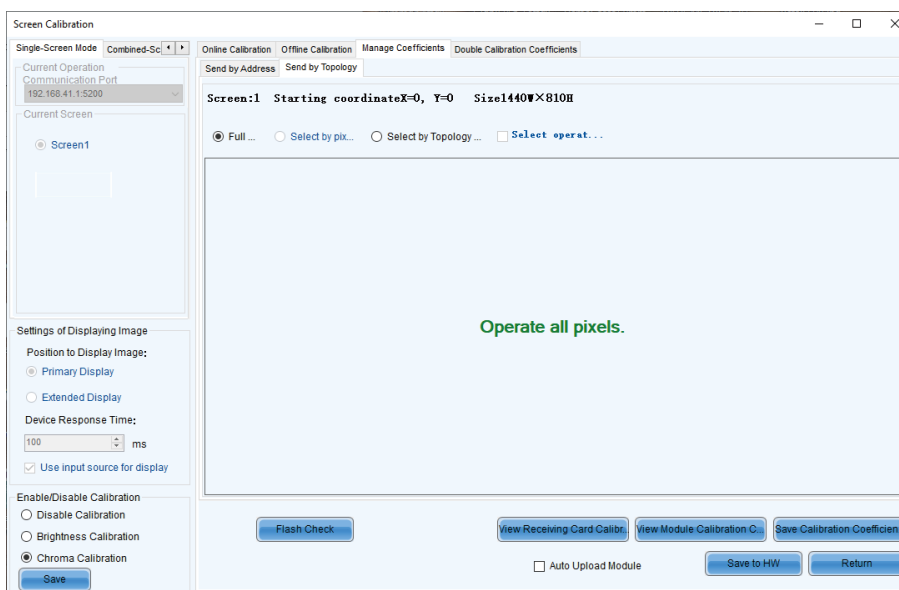 Screen Calibration
Single-Screen Mode Combined-Sc
Current Operation
Communication Port
192.168.41.1:5200
Current Screen
Screen1
Settings of Displaying Image
Position to Display Image:
Primary Display
Extended Display
Device Response Time:
100 ms
Use input source for display
Enable/Disable Calibration
Disable Calibration
Brightness Calibration
Chroma Calibration
Save
Online Calibration Offline Calibration Manage Coefficients Double Calibration Coefficients
Send by Address Send by Topology
Screen:1 Starting coordinateX=0, Y=0 Size1440W×810H
Full ... Select by pix... Select by Topology ... Select operat...
Operate all pixels.
Flash Check View Receiving Card Calibr.. View Module Calibration C... Save Calibration Coefficien
Auto Upload Module Save to HW Return